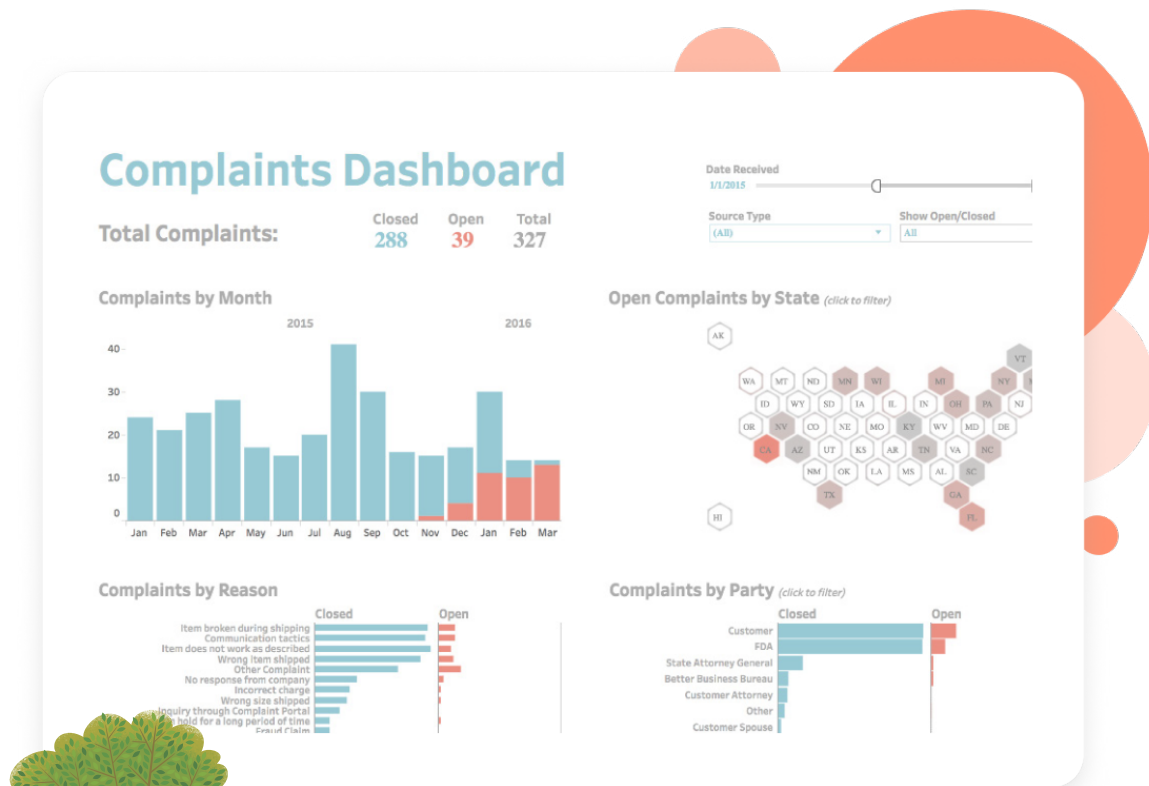 Complaints Dashboard
Date Received
1/1/2015
Total Complaints:
Closed Open Total
288 39 327
Source Type Show Open/Closed
(All) All
Complaints by Month
2015 2016
40
30
20
10
0
Jan Feb Mar Apr May Jun Jul Aug Sep Oct Nov Dec Jan Feb Mar
Open Complaints by State (click to filter)
AK
VT
WA MT ND MN WI MI NY
ID WY SD IA IL IN OH PA NJ
OR NV CO NE MO KY WV MD DE
CA AZ UT KS AR TN VA NC
NM OK LA MS AL SC
TX GA
HI FL
Complaints by Reason
Closed Open
Item broken during shipping
Communication tactics
Item does not work as described
Wrong item shipped
Other Complaint
No response from company
Incorrect charge
Wrong size shipped
Inquiry through Complaint Portal
hold for a long period of time
Fraud Claim
Complaints by Party (click to filter)
Closed Open
Customer
FDA
State Attorney General
Better Business Bureau
Customer Attorney
Other
Customer Spouse